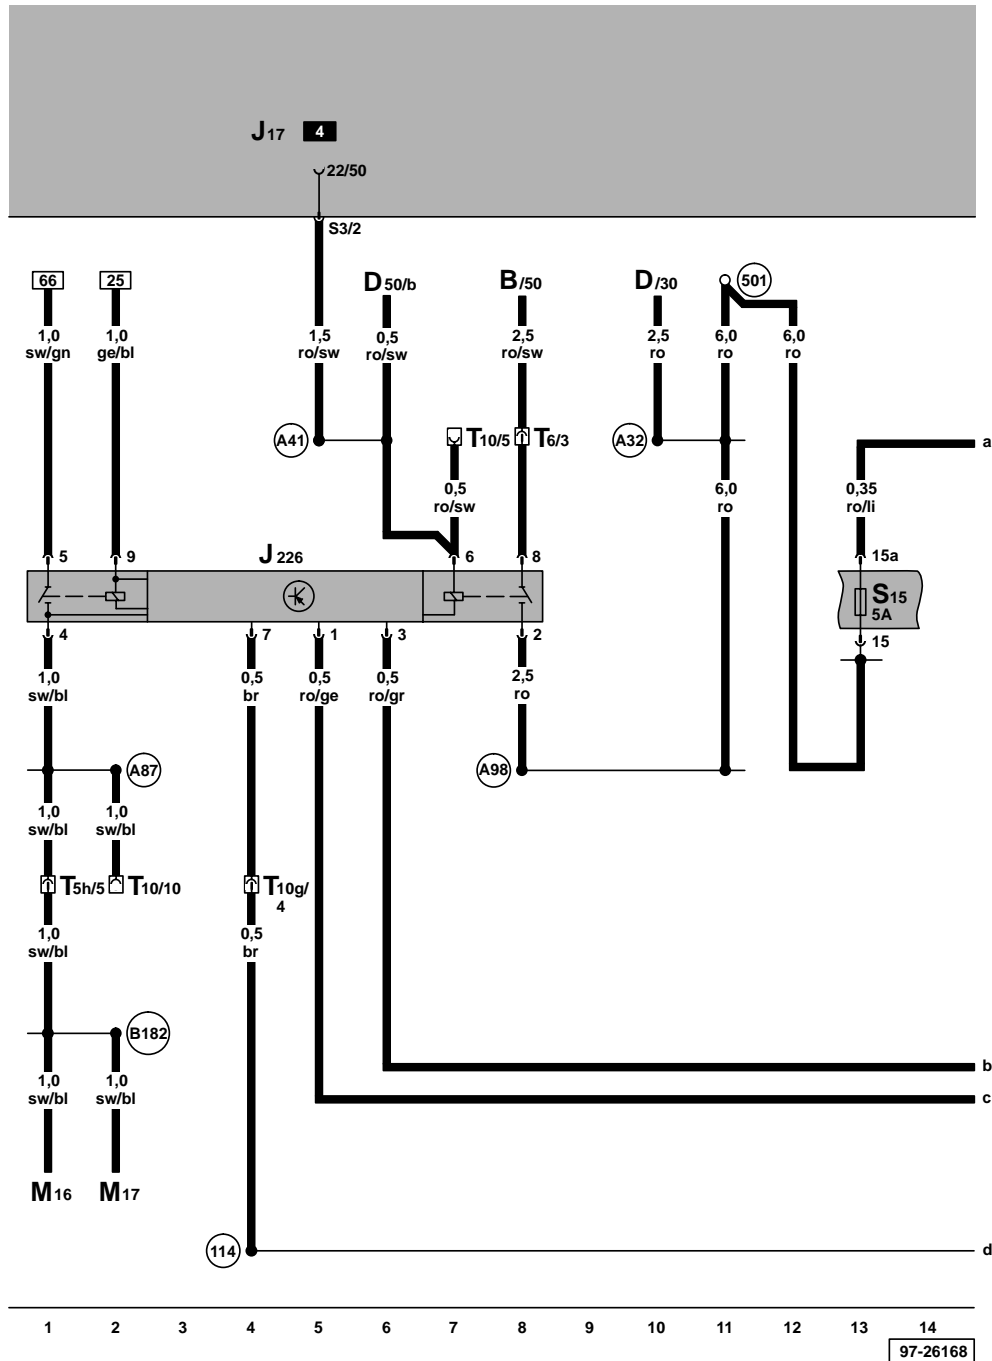 J17 4
22/50
S3/2
66 25 D 50/b B/50 D/30 501
1,0 1,0 1,5 0,5 2,5 2,5 6,0 6,0
sw/gn ge/bl ro/sw ro/sw ro/sw ro ro ro
A41 T10/5 T6/3 A32 a
0,5 6,0 0,35
ro/sw ro ro/li
5 9 J 226 6 8 15a
S15
5A
4 7 1 3 2 15
1,0 0,5 0,5 0,5 2,5
sw/bl br ro/ge ro/gr ro
A87 A98
1,0 1,0
sw/bl sw/bl
T5h/5 T10/10 T10g/
4
1,0 0,5
sw/bl br
B182
b
1,0 1,0
sw/bl sw/bl
c
M16 M17
114 d
1 2 3 4 5 6 7 8 9 10 11 12 13 14
97-26168